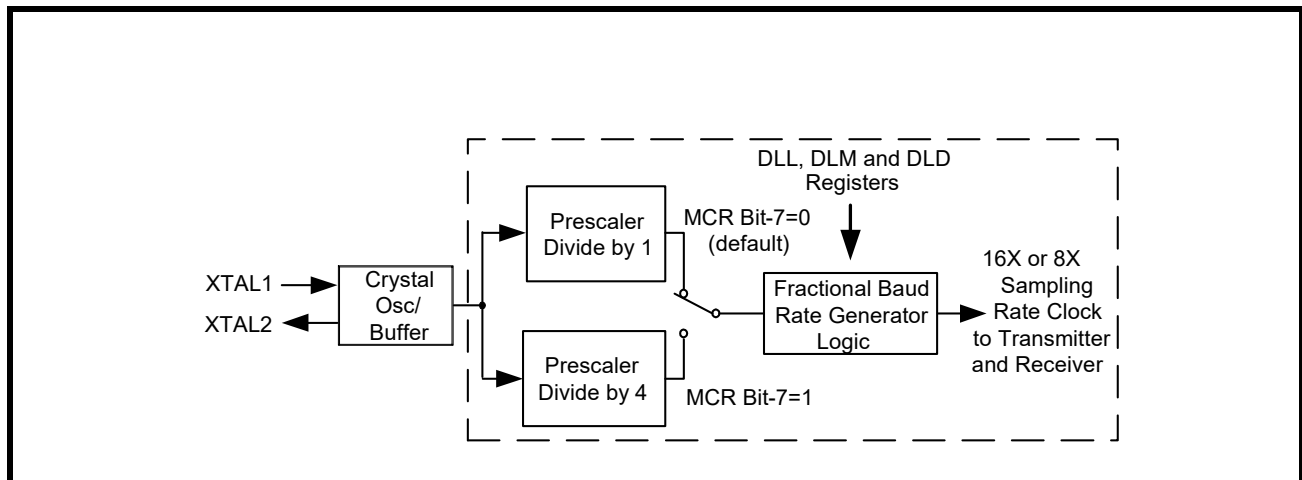 DLL, DLM and DLD
Registers
Prescaler
Divide by 1
MCR Bit-7=0
(default)
XTAL1
XTAL2
Crystal
Osc/
Buffer
Fractional Baud
Rate Generator
Logic
16X or 8X
Sampling
Rate Clock
to Transmitter
and Receiver
Prescaler
Divide by 4
MCR Bit-7=1